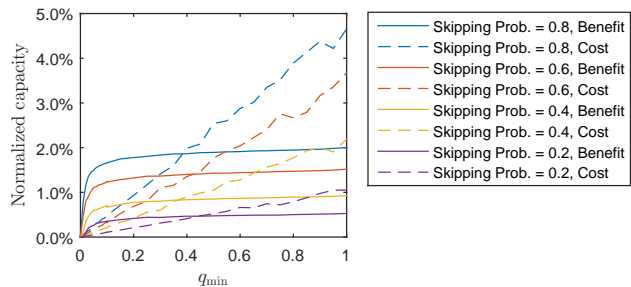 5.0%
4.0%
3.0%
2.0%
1.0%
0.0%
Normalized capacity
0
0.2
0.4
0.6
0.8
1
q_min
Skipping Prob. = 0.8, Benefit
Skipping Prob. = 0.8, Cost
Skipping Prob. = 0.6, Benefit
Skipping Prob. = 0.6, Cost
Skipping Prob. = 0.4, Benefit
Skipping Prob. = 0.4, Cost
Skipping Prob. = 0.2, Benefit
Skipping Prob. = 0.2, Cost